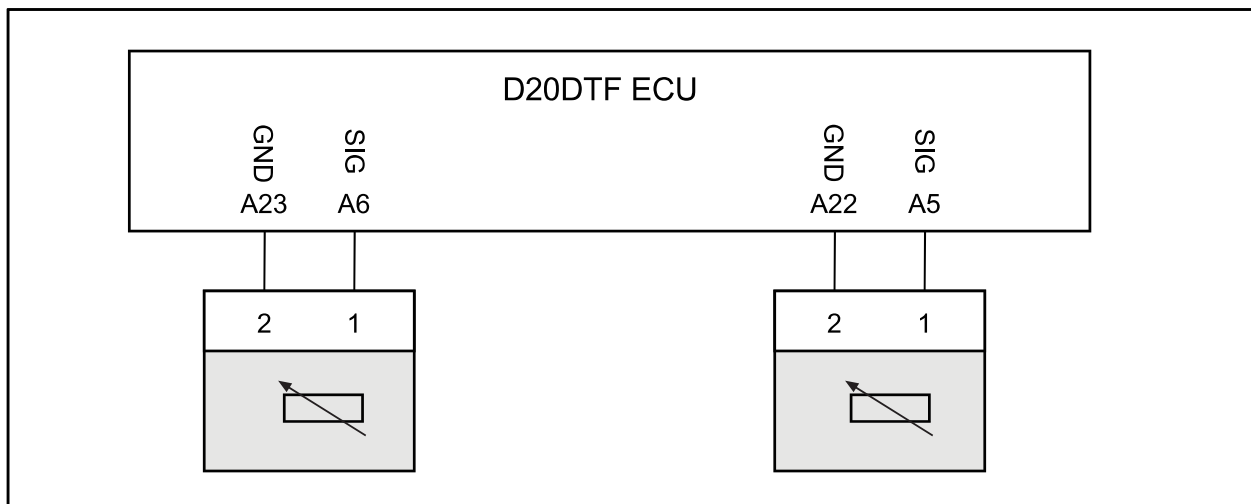 D20DTF ECU
GND SIG GND SIG
A23 A6 A22 A5
2 1 2 1